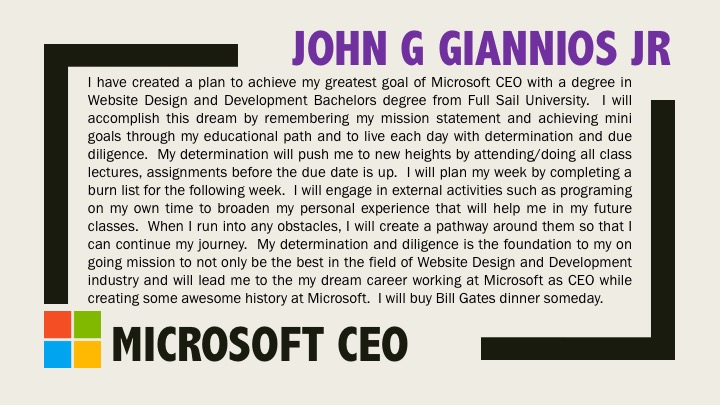 JOHN G GIANNIOS JR
I have created a plan to achieve my greatest goal of Microsoft CEO with a degree in
Website Design and Development Bachelors degree from Full Sail University. I will
accomplish this dream by remembering my mission statement and achieving mini
goals through my educational path and to live each day with determination and due
diligence. My determination will push me to new heights by attending/doing all class
lectures, assignments before the due date is up. I will plan my week by completing a
burn list for the following week. I will engage in external activities such as programing
on my own time to broaden my personal experience that will help me in my future
classes. When I run into any obstacles, I will create a pathway around them so that I
can continue my journey. My determination and diligence is the foundation to my on
going mission to not only be the best in the field of Website Design and Development
industry and will lead me to the my dream career working at Microsoft as CEO while
creating some awesome history at Microsoft. I will buy Bill Gates dinner someday.
MICROSOFT CEO